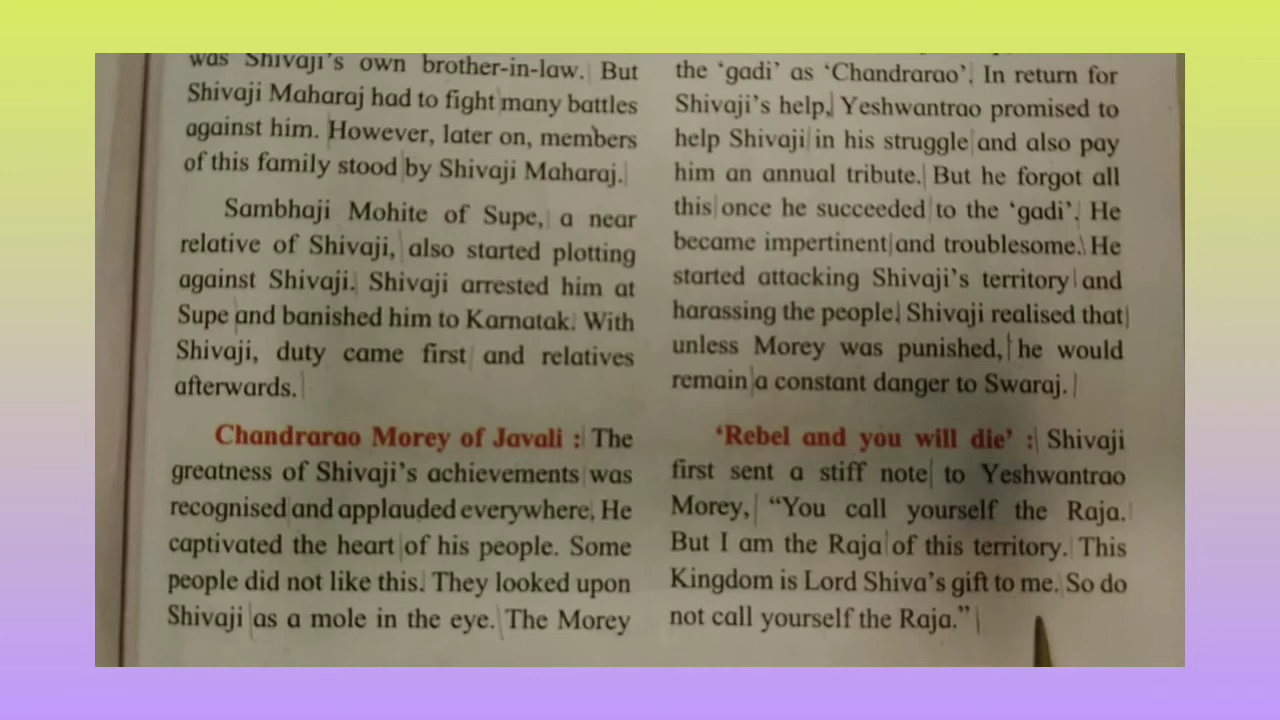 was Shivaji's own brother-in-law. But
Shivaji Maharaj had to fight many battles
against him. However, later on, members
of this family stood by Shivaji Maharaj.
Sambhaji Mohite of Supe, a near
relative of Shivaji, also started plotting
against Shivaji. Shivaji arrested him at
Supe and banished him to Karnatak. With
Shivaji, duty came first and relatives
afterwards.
Chandrarao Morey of Javali : The
greatness of Shivaji's achievements was
recognised and applauded everywhere. He
captivated the heart of his people. Some
people did not like this. They looked upon
Shivaji as a mole in the eye. The Morey
the 'gadi' as 'Chandrarao'. In return for
Shivaji's help, Yeshwantrao promised to
help Shivaji in his struggle and also pay
him an annual tribute. But he forgot all
this once he succeeded to the 'gadi'. He
became impertinent and troublesome. He
started attacking Shivaji's territory and
harassing the people. Shivaji realised that
unless Morey was punished, he would
remain a constant danger to Swaraj.
'Rebel and you will die' : Shivaji
first sent a stiff note to Yeshwantrao
Morey, "You call yourself the Raja.
But I am the Raja of this territory. This
Kingdom is Lord Shiva's gift to me. So do
not call yourself the Raja."